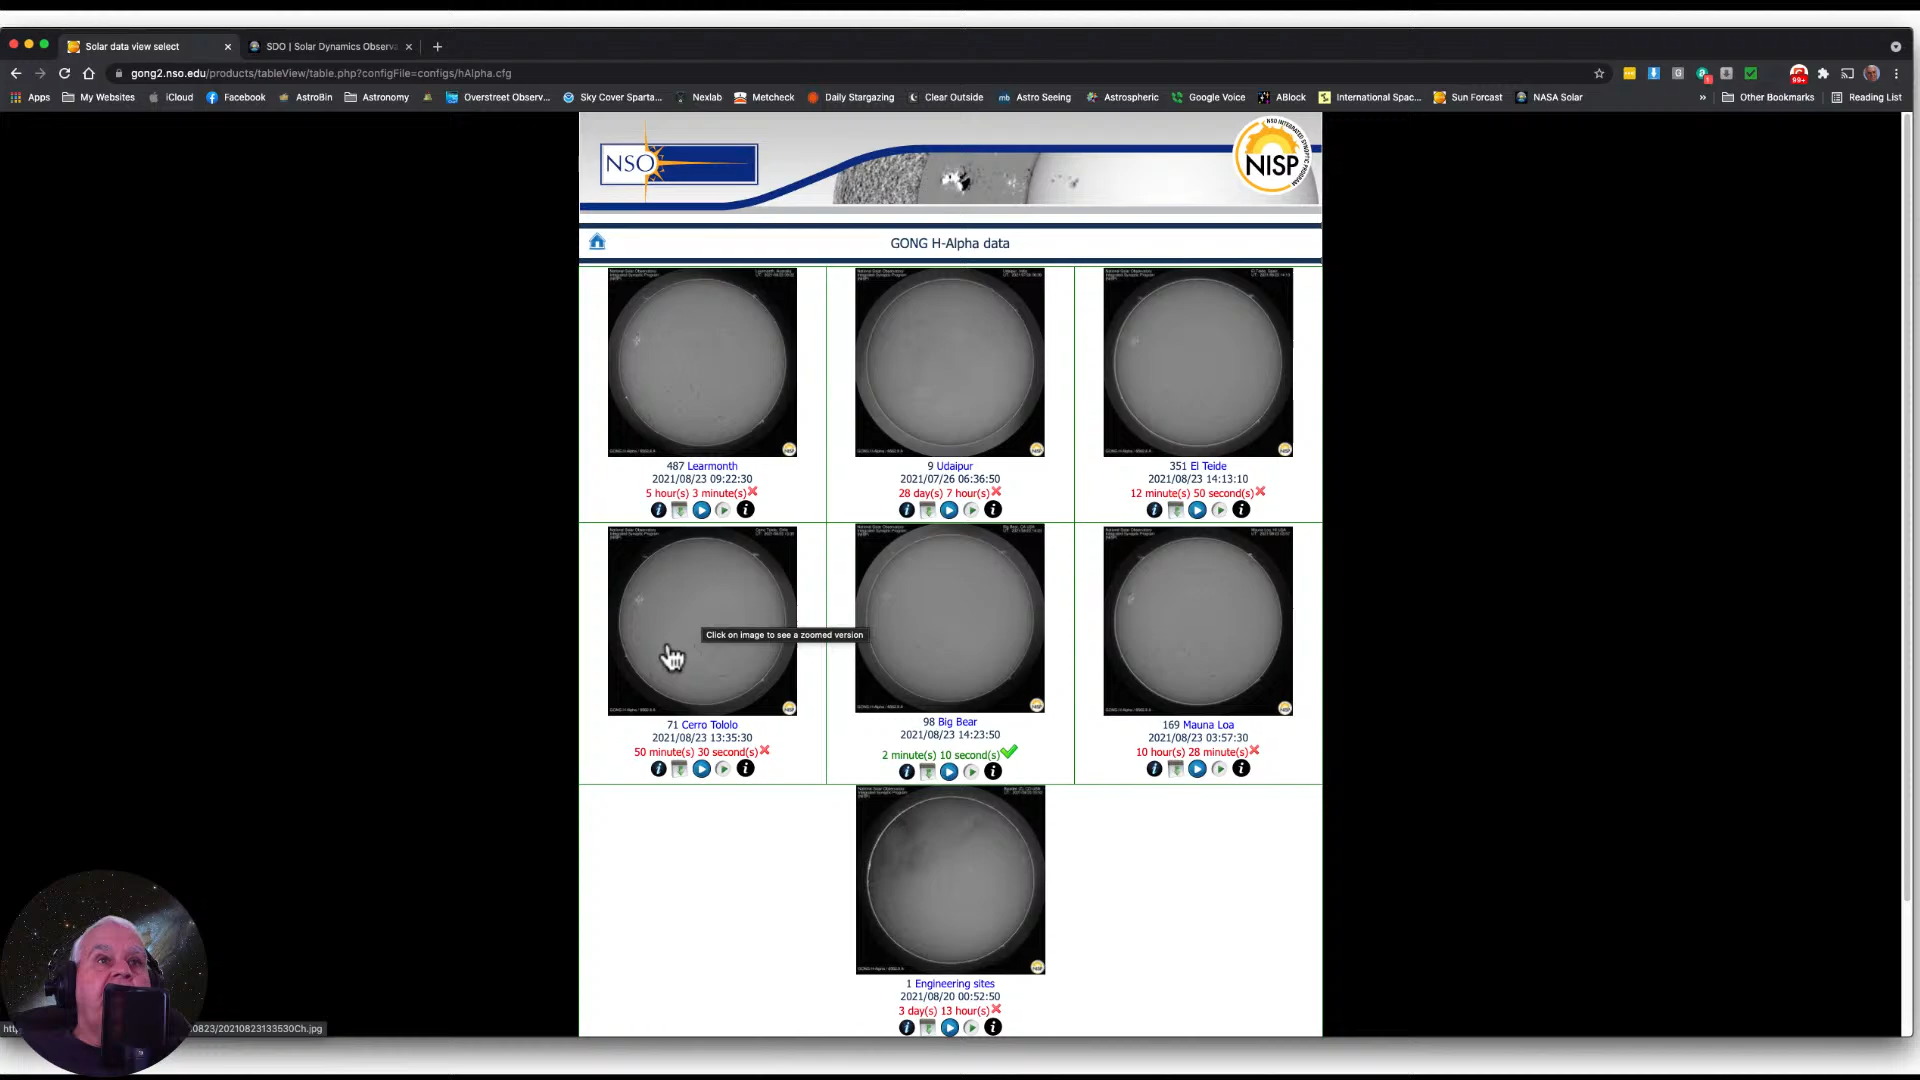 Solar data view select
SDO | Solar Dynamics Observa
gong2.nso.edu/products/tableView/table.php?configFile=configs/hAlpha.cfg
99+
Apps My Websites iCloud Facebook AstroBin Astronomy Overstreet Observ... Sky Cover Sparta... Nexlab Metcheck Daily Stargazing Clear Outside Astro Seeing Astrospheric Google Voice ABlock International Spac... Sun Forcast NASA Solar » Other Bookmarks Reading List
NSO
NSO INTEGRATED SYNOPTIC PROGRAM
NISP
GONG H-Alpha data
487 Learmonth
2021/08/23 09:22:30
5 hour(s) 3 minute(s)
9 Udaipur
2021/07/26 06:36:50
28 day(s) 7 hour(s)
351 El Teide
2021/08/23 14:13:10
12 minute(s) 50 second(s)
Click on image to see a zoomed version
71 Cerro Tololo
2021/08/23 13:35:30
50 minute(s) 30 second(s)
98 Big Bear
2021/08/23 14:23:50
2 minute(s) 10 second(s)
169 Mauna Loa
2021/08/23 03:57:30
10 hour(s) 28 minute(s)
1 Engineering sites
2021/08/20 00:52:50
3 day(s) 13 hour(s)
0823/20210823133530Ch.jpg